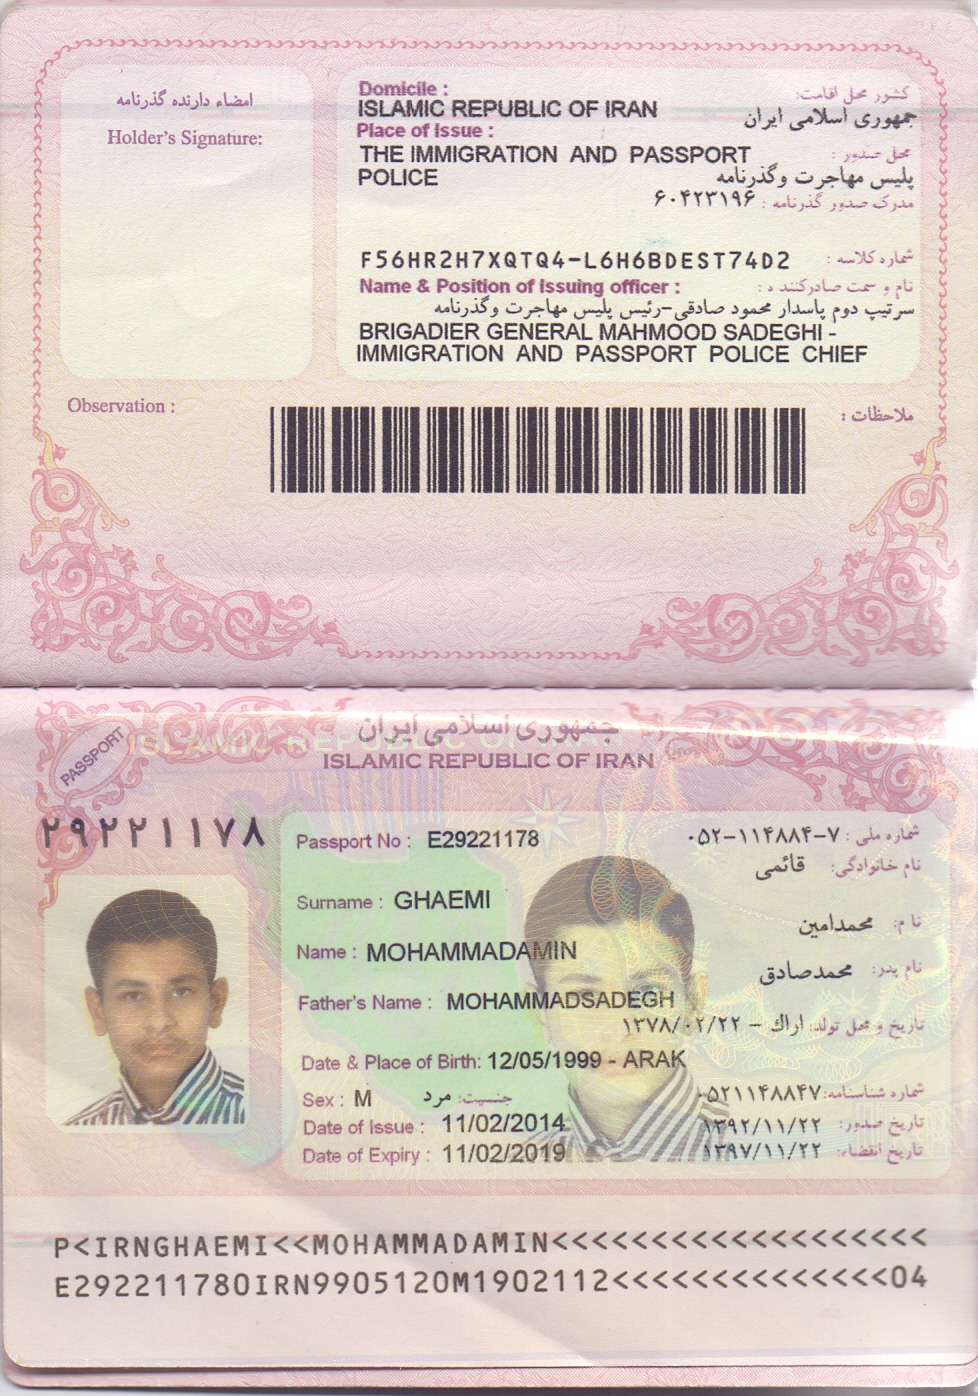 امضاء دارنده گذرنامه
Holder's Signature:
Domicile :
کشور محل اقامت:
ISLAMIC REPUBLIC OF IRAN
جمهوری اسلامی ایران
Place of Issue :
محل صدور :
THE IMMIGRATION AND PASSPORT
POLICE
پلیس مهاجرت وگذرنامه
مدرک صدور گذرنامه : ۶۰۴۲۳۱۹۶
شماره کلاسه :
F56HR2H7XQTQ4-L6H6BDEST74D2
Name & Position of Issuing officer :
نام و سمت صادرکننده :
سرتیپ دوم پاسدار محمود صادقی-رئیس پلیس مهاجرت وگذرنامه
BRIGADIER GENERAL MAHMOOD SADEGHI -
IMMIGRATION AND PASSPORT POLICE CHIEF
Observation :
ملاحظات :
PASSPORT
جمهوری اسلامی ایران
ISLAMIC REPUBLIC OF IRAN
ISLAMIC REPUBLIC OF IRAN
۲۹۲۲۱۱۷۸
Passport No : E29221178
شماره ملی : ۰۵۲-۱۱۴۸۸۴-۷
نام خانوادگی: قائمی
Surname : GHAEMI
نام: محمدامین
Name : MOHAMMADAMIN
نام پدر: محمدصادق
Father's Name : MOHAMMADSADEGH
تاریخ و محل تولد: اراك - ۱۳۷۸/۰۲/۲۲
Date & Place of Birth: 12/05/1999 - ARAK
Sex : M
جنسیت: مرد
شماره شناسنامه: ۰۵۲۱۱۴۸۸۴۷
Date of Issue : 11/02/2014
تاریخ صدور: ۱۳۹۲/۱۱/۲۲
Date of Expiry : 11/02/2019
تاریخ انقضاء: ۱۳۹۷/۱۱/۲۲
P<IRNGHAEMI<<MOHAMMADAMIN<<<<<<<<<<<<<<<<<<<
E292211780IRN9905120M1902112<<<<<<<<<<<<<<04